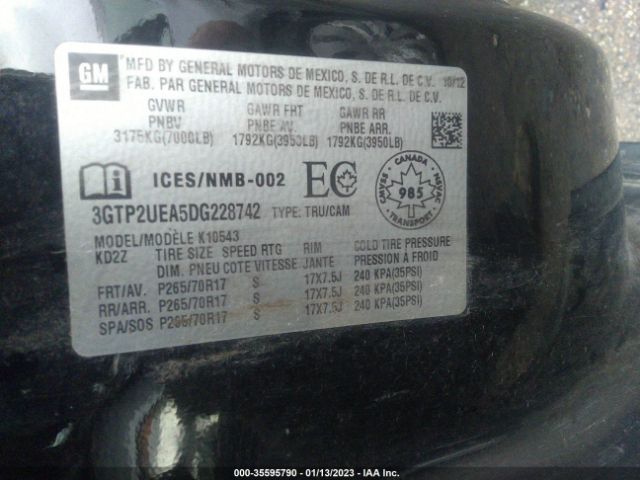 GM
MFD BY GENERAL MOTORS DE MEXICO, S. DE R.L. DE C.V. 10/12
FAB. PAR GENERAL MOTORS DE MEXICO, S. DE R.L. DE C.V.
GVWR GAWR FHT GAWR RR
PNBV PNBE AV. PNBE ARR.
3175KG(7000LB) 1792KG(3950LB) 1792KG(3950LB)
ICES/NMB-002 EC
CANADA
985
NSVAC
3GTP2UEA5DG228742 TYPE: TRU/CAM
MODEL/MODÈLE K10543
KD2Z TIRE SIZE SPEED RTG RIM COLD TIRE PRESSURE
DIM. PNEU COTE VITESSE JANTE PRESSION A FROID
FRT/AV. P265/70R17 S 17X7.5J 240 KPA(35PSI)
RR/ARR. P265/70R17 S 17X7.5J 240 KPA(35PSI)
SPA/SOS P265/70R17 S 17X7.5J 240 KPA(35PSI)
000-35595790 - 01/13/2023 - IAA Inc.